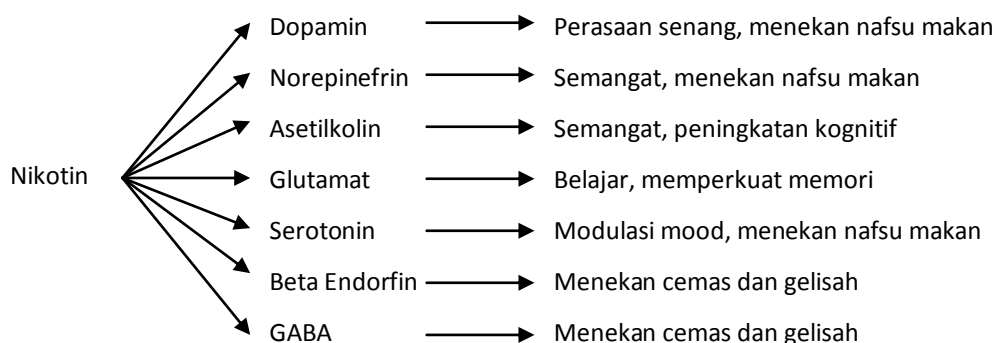 Dopamin Perasaan senang, menekan nafsu makan
Norepinefrin Semangat, menekan nafsu makan
Asetilkolin Semangat, peningkatan kognitif
Nikotin Glutamat Belajar, memperkuat memori
Serotonin Modulasi mood, menekan nafsu makan
Beta Endorfin Menekan cemas dan gelisah
GABA Menekan cemas dan gelisah